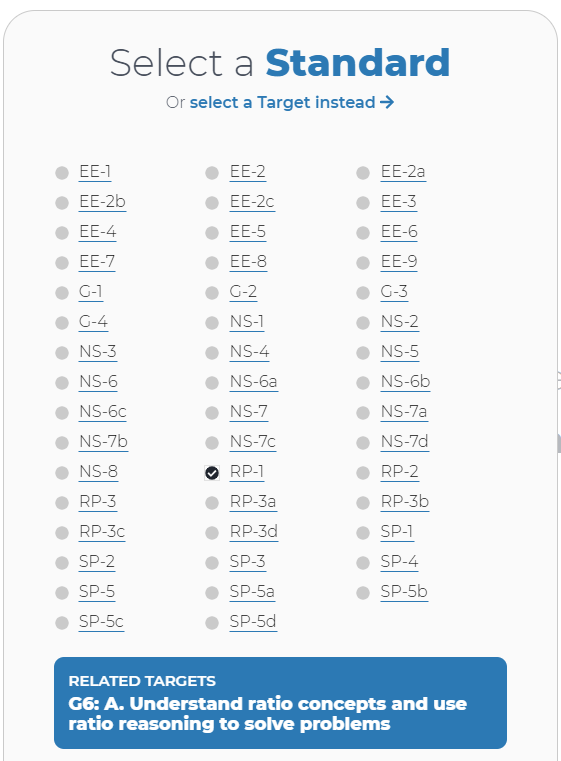 Select a Standard
Or select a Target instead →
EE-1 EE-2 EE-2a
EE-2b EE-2c EE-3
EE-4 EE-5 EE-6
EE-7 EE-8 EE-9
G-1 G-2 G-3
G-4 NS-1 NS-2
NS-3 NS-4 NS-5
NS-6 NS-6a NS-6b
NS-6c NS-7 NS-7a
NS-7b NS-7c NS-7d
NS-8 RP-1 RP-2
RP-3 RP-3a RP-3b
RP-3c RP-3d SP-1
SP-2 SP-3 SP-4
SP-5 SP-5a SP-5b
SP-5c SP-5d
RELATED TARGETS
G6: A. Understand ratio concepts and use
ratio reasoning to solve problems